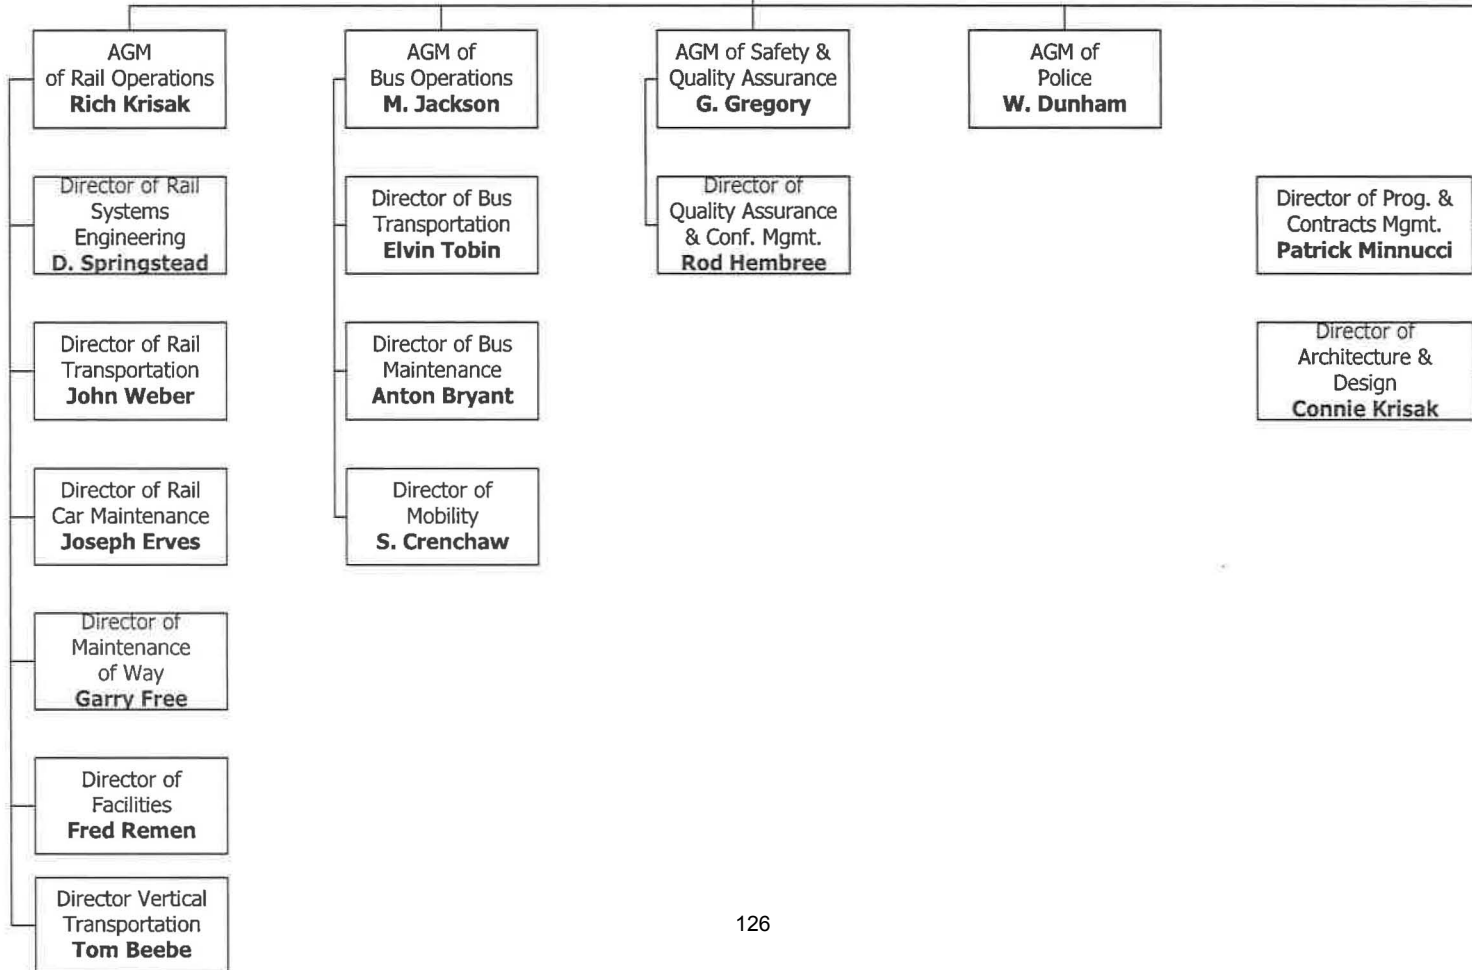 AGM
of Rail Operations
Rich Krisak
AGM of
Bus Operations
M. Jackson
AGM of Safety &
Quality Assurance
G. Gregory
AGM of
Police
W. Dunham
Director of Rail
Systems
Engineering
D. Springstead
Director of Bus
Transportation
Elvin Tobin
Director of
Quality Assurance
& Conf. Mgmt.
Rod Hembree
Director of Prog. &
Contracts Mgmt.
Patrick Minnucci
Director of Rail
Transportation
John Weber
Director of Bus
Maintenance
Anton Bryant
Director of
Architecture &
Design
Connie Krisak
Director of Rail
Car Maintenance
Joseph Erves
Director of
Mobility
S. Crenchaw
Director of
Maintenance
of Way
Garry Free
Director of
Facilities
Fred Remen
Director Vertical
Transportation
Tom Beebe
126